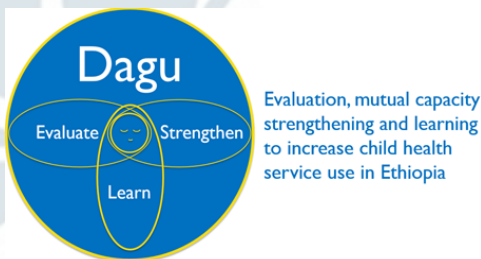 Dagu
Evaluate
Strengthen
Learn
Evaluation, mutual capacity
strengthening and learning
to increase child health
service use in Ethiopia